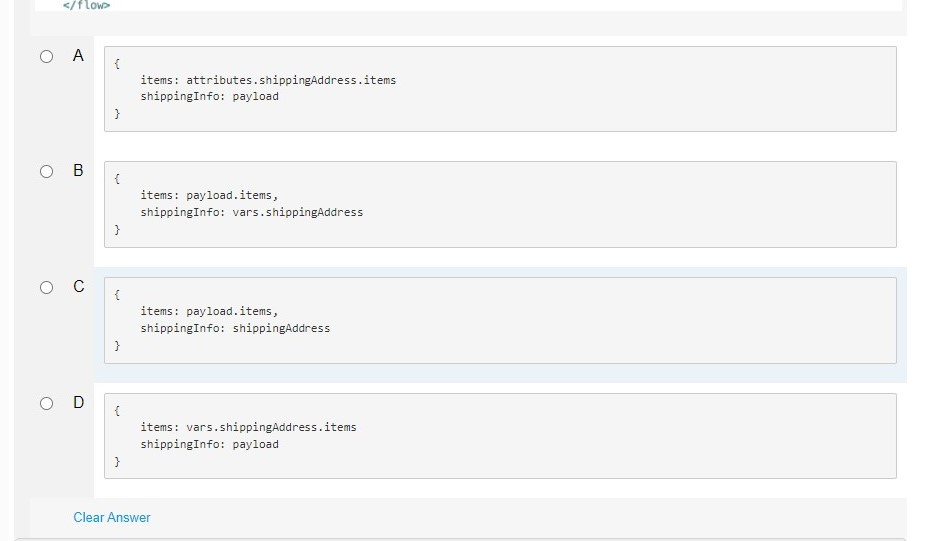 </flow>
A
{
items: attributes.shippingAddress.items
shippingInfo: payload
}
B
{
items: payload.items,
shippingInfo: vars.shippingAddress
}
C
{
items: payload.items,
shippingInfo: shippingAddress
}
D
{
items: vars.shippingAddress.items
shippingInfo: payload
}
Clear Answer